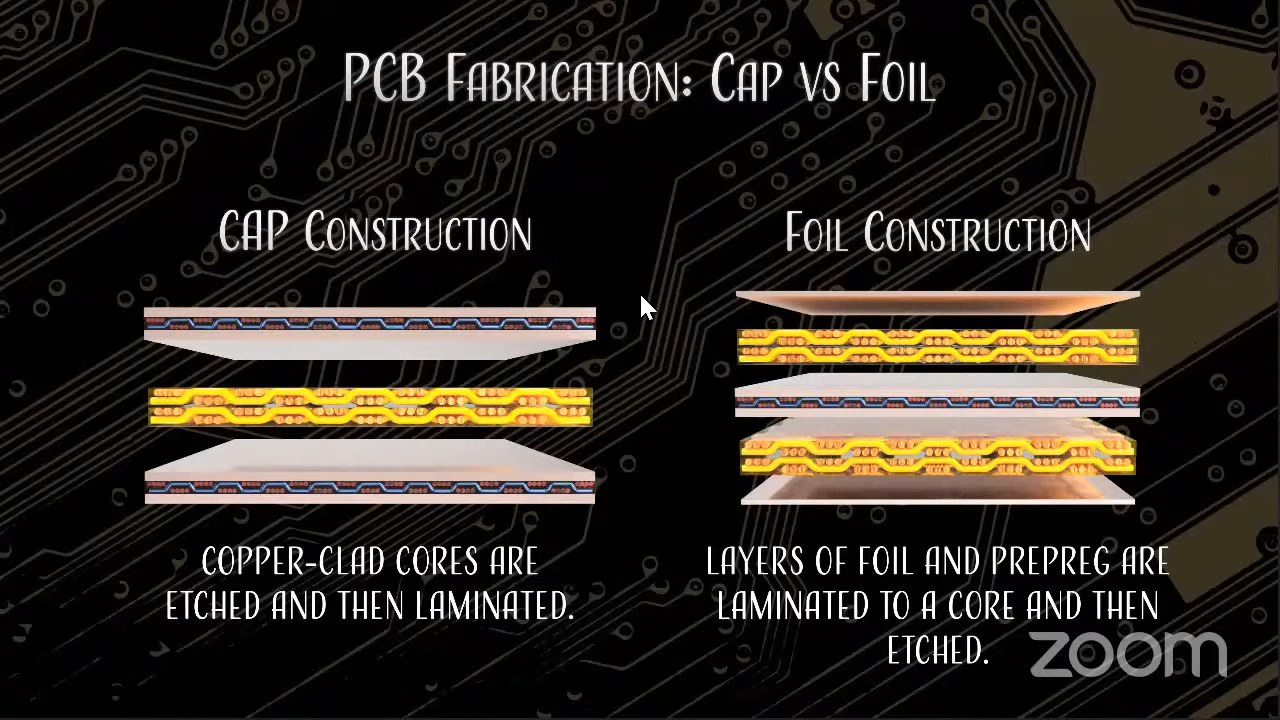 PCB Fabrication: Cap vs Foil
CAP Construction
Foil Construction
COPPER-CLAD CORES ARE
ETCHED AND THEN LAMINATED.
LAYERS OF FOIL AND PREPREG ARE
LAMINATED TO A CORE AND THEN
ETCHED.
zoom